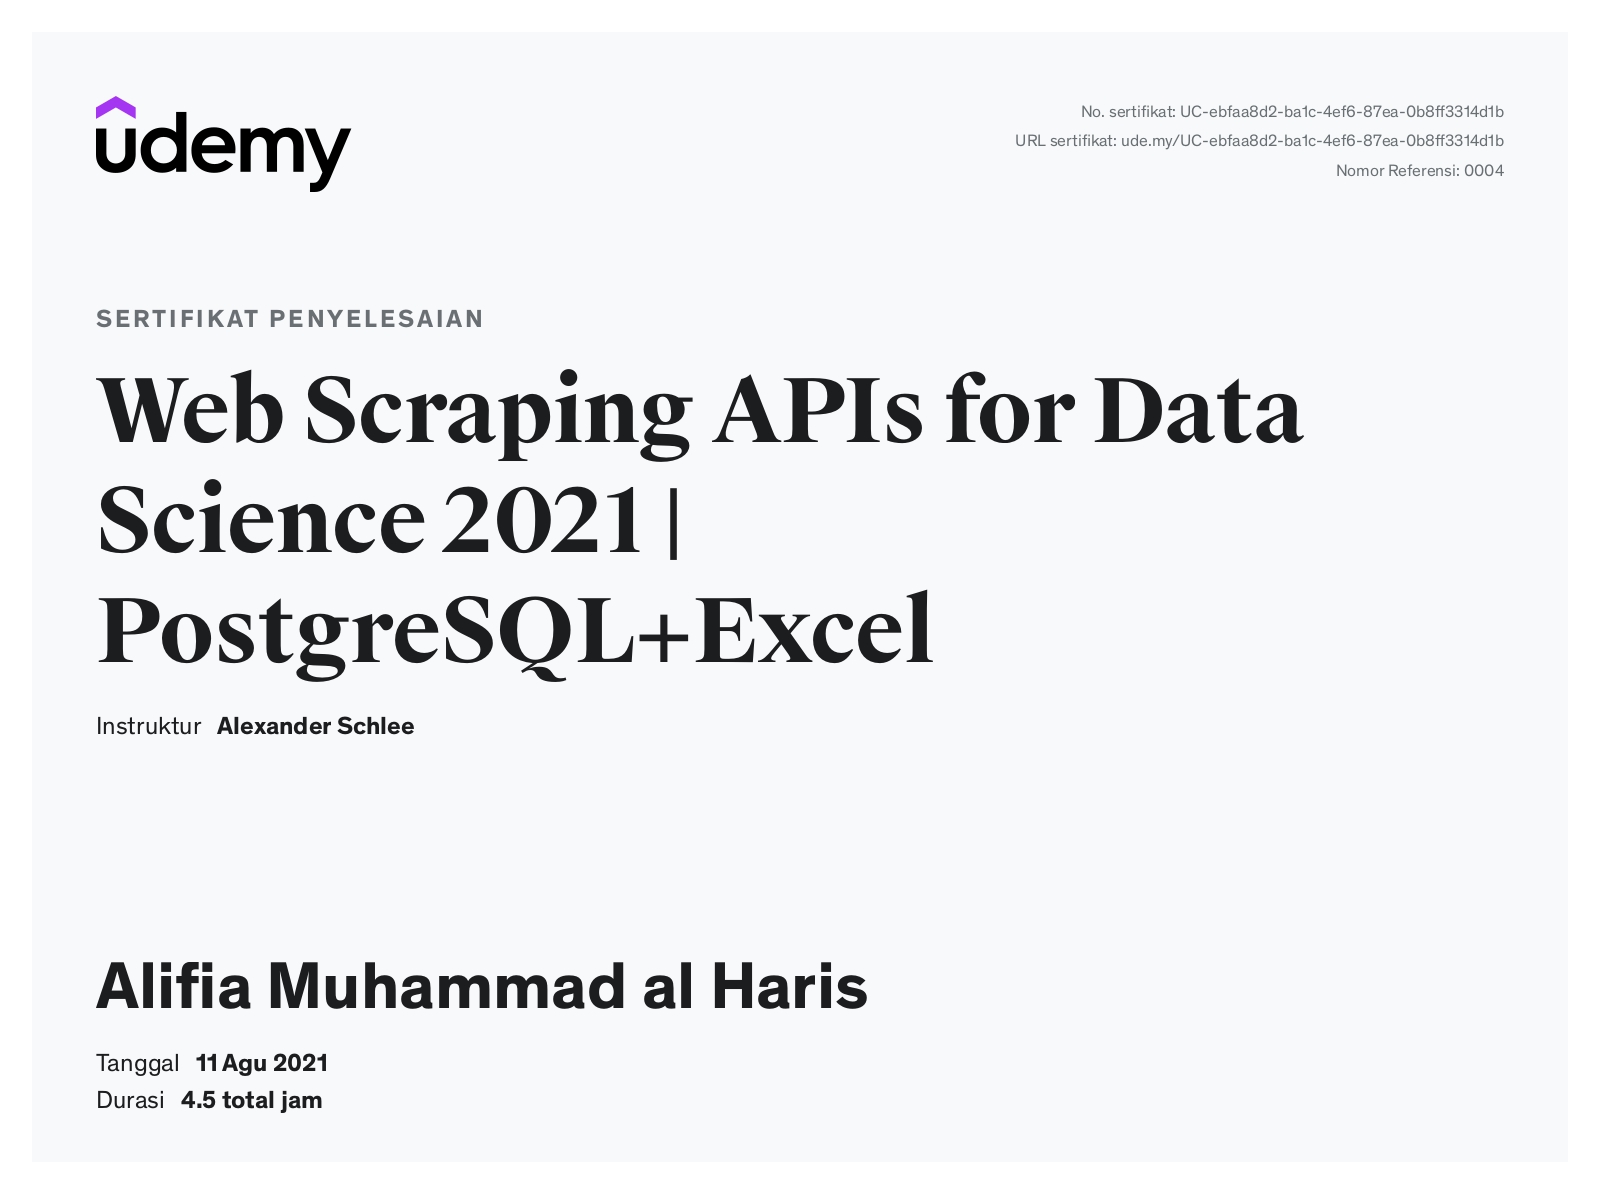 udemy
No. sertifikat: UC-ebfaa8d2-ba1c-4ef6-87ea-0b8ff3314d1b
URL sertifikat: ude.my/UC-ebfaa8d2-ba1c-4ef6-87ea-0b8ff3314d1b
Nomor Referensi: 0004
SERTIFIKAT PENYELESAIAN
Web Scraping APIs for Data
Science 2021 |
PostgreSQL+Excel
Instruktur Alexander Schlee
Alifia Muhammad al Haris
Tanggal 11 Agu 2021
Durasi 4.5 total jam